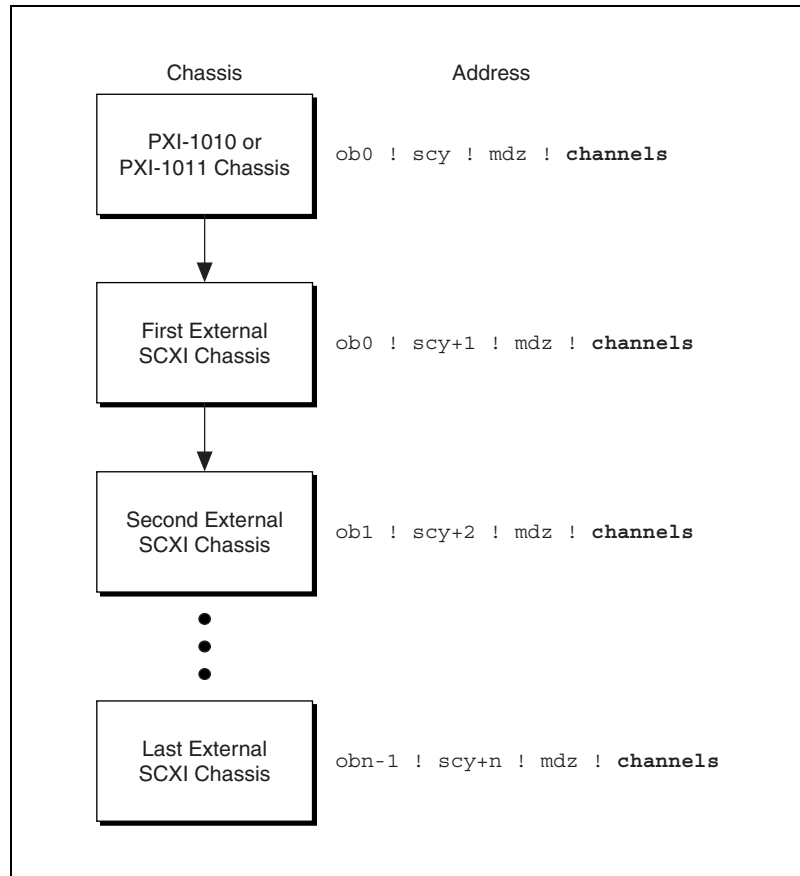 Chassis Address
PXI-1010 or
PXI-1011 Chassis
ob0 ! scy ! mdz ! channels
First External
SCXI Chassis
ob0 ! scy+1 ! mdz ! channels
Second External
SCXI Chassis
ob1 ! scy+2 ! mdz ! channels
Last External
SCXI Chassis
obn-1 ! scy+n ! mdz ! channels